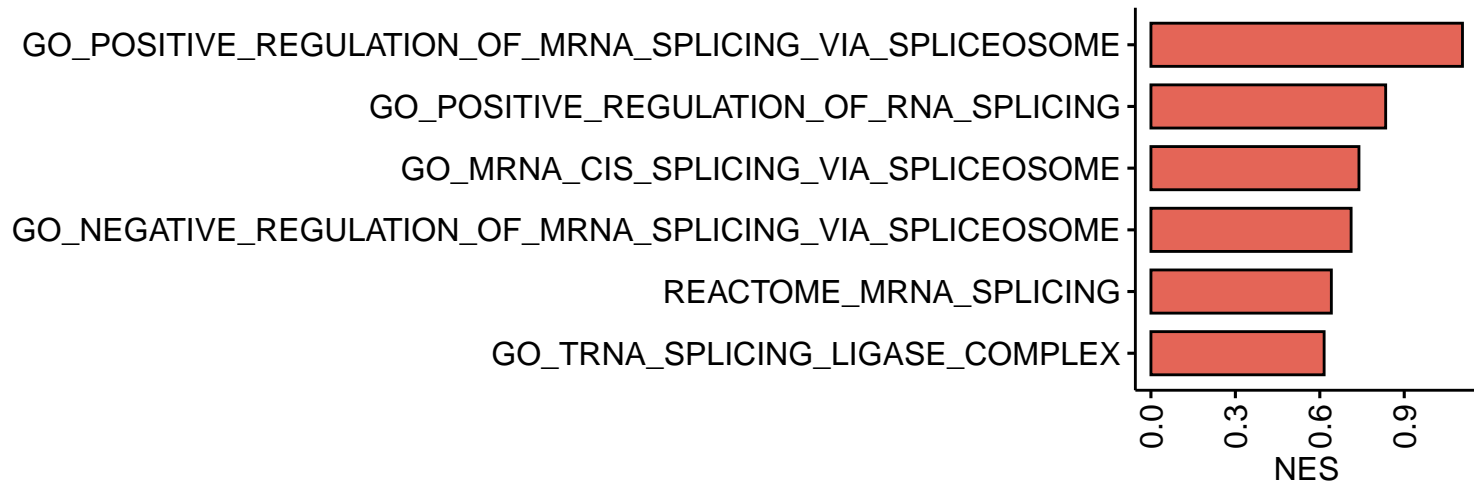 GO_POSITIVE_REGULATION_OF_MRNA_SPLICING_VIA_SPLICEOSOME
GO_POSITIVE_REGULATION_OF_RNA_SPLICING
GO_MRNA_CIS_SPLICING_VIA_SPLICEOSOME
GO_NEGATIVE_REGULATION_OF_MRNA_SPLICING_VIA_SPLICEOSOME
REACTOME_MRNA_SPLICING
GO_TRNA_SPLICING_LIGASE_COMPLEX
0.0
0.3
0.6
0.9
NES